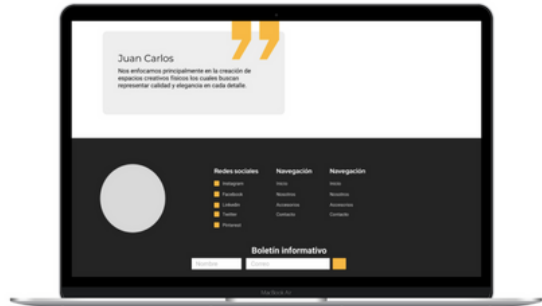 Juan Carlos
Nos enfocamos principalmente en la creación de
espacios creativos físicos los cuales buscan
representar calidad y elegancia en cada detalle.
Redes sociales
Instagram
Facebook
LinkedIn
Twitter
Pinterest
Navegación
Inicio
Nosotros
Accesorios
Contacto
Navegación
Inicio
Nosotros
Accesorios
Contacto
Boletín informativo
Nombre
Correo
MacBook Air